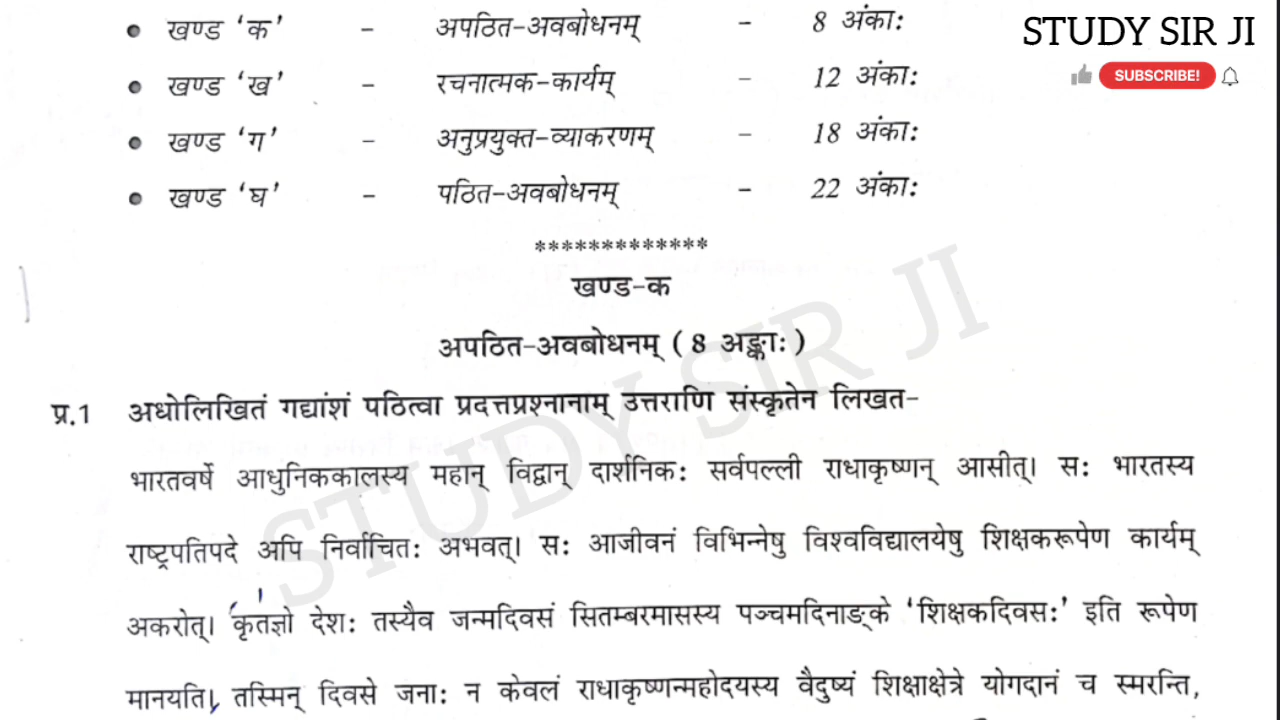 • खण्ड 'क' - अपठित-अवबोधनम् - 8 अंका:
STUDY SIR JI
SUBSCRIBE!
• खण्ड 'ख' - रचनात्मक-कार्यम् - 12 अंका:
• खण्ड 'ग' - अनुप्रयुक्त-व्याकरणम् - 18 अंका:
• खण्ड 'घ' - पठित-अवबोधनम् - 22 अंका:
*************
खण्ड-क
अपठित-अवबोधनम् ( 8 अङ्का: )
प्र.1 अधोलिखितं गद्यांशं पठित्वा प्रदत्तप्रश्नानाम् उत्तराणि संस्कृतेन लिखत-
भारतवर्षे आधुनिककालस्य महान् विद्वान् दार्शनिक: सर्वपल्ली राधाकृष्णन् आसीत्। स: भारतस्य
राष्ट्रपतिपदे अपि निर्वाचित: अभवत्। स: आजीवनं विभिन्नेषु विश्वविद्यालयेषु शिक्षकरूपेण कार्यम्
अकरोत्। कृतज्ञो देश: तस्यैव जन्मदिवसं सितम्बरमासस्य पञ्चमदिनाङ्के 'शिक्षकदिवस:' इति रूपेण
मानयति। तस्मिन् दिवसे जना: न केवलं राधाकृष्णन्महोदयस्य वैदुष्यं शिक्षाक्षेत्रे योगदानं च स्मरन्ति,
STUDY SIR JI